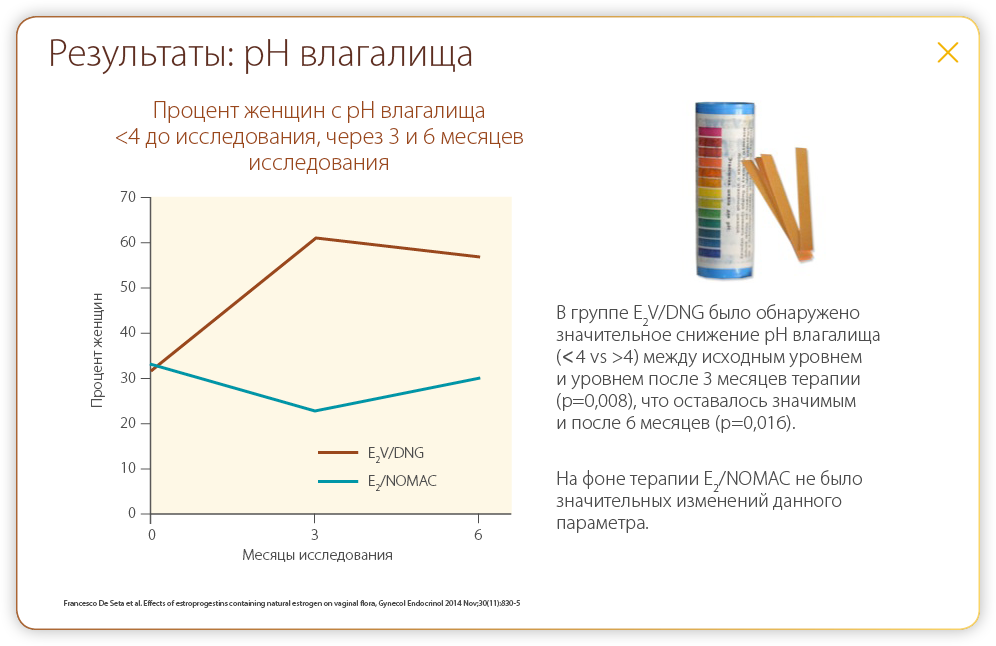 Результаты: pH влагалища
Процент женщин с pH влагалища
<4 до исследования, через 3 и 6 месяцев
исследования
70
60
50
40
30
20
10
0
Процент женщин
E2V/DNG
E2/NOMAC
0
3
6
Месяцы исследования
В группе E2V/DNG было обнаружено
значительное снижение pH влагалища
(<4 vs >4) между исходным уровнем
и уровнем после 3 месяцев терапии
(p=0,008), что оставалось значимым
и после 6 месяцев (p=0,016).
На фоне терапии E2/NOMAC не было
значительных изменений данного
параметра.
Francesco De Seta et al. Effects of estroprogestins containing natural estrogen on vaginal flora, Gynecol Endocrinol 2014 Nov;30(11):830-5